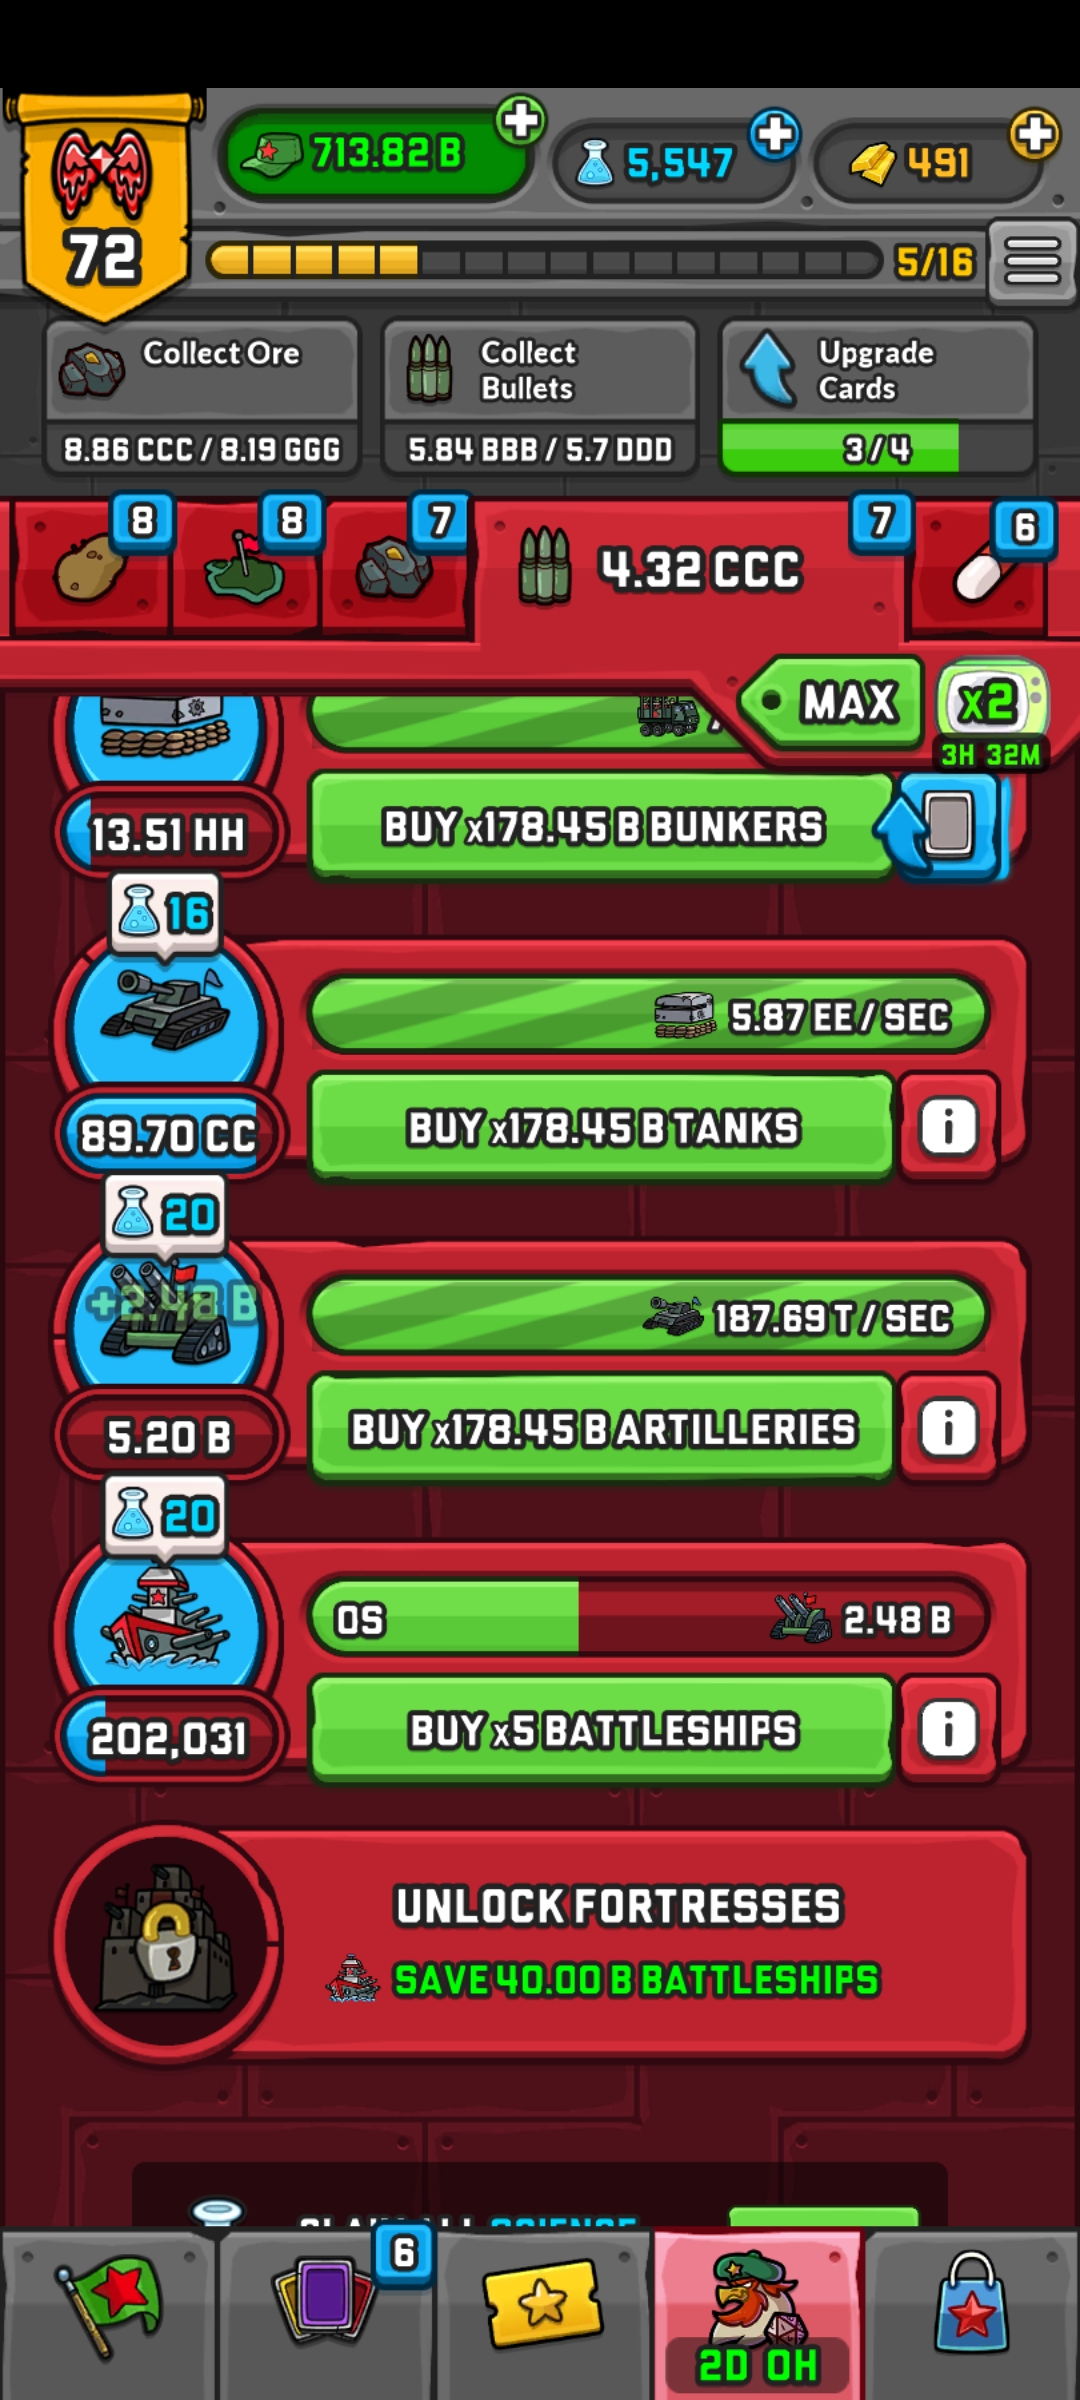 713.82 B
5,547
491
72
5/16
Collect Ore
8.86 CCC / 8.19 GGG
Collect
Bullets
5.84 BBB / 5.7 DDD
Upgrade
Cards
3/4
8
8
7
4.32 CCC
7
6
MAX
x2
3H 32M
13.51 HH
BUY x178.45 B BUNKERS
16
5.87 EE / SEC
89.70 CC
BUY x178.45 B TANKS
i
20
+2.48 B
187.69 T / SEC
5.20 B
BUY x178.45 B ARTILLERIES
i
20
0S
2.48 B
202,031
BUY x5 BATTLESHIPS
i
UNLOCK FORTRESSES
SAVE 40.00 B BATTLESHIPS
6
2D 0H